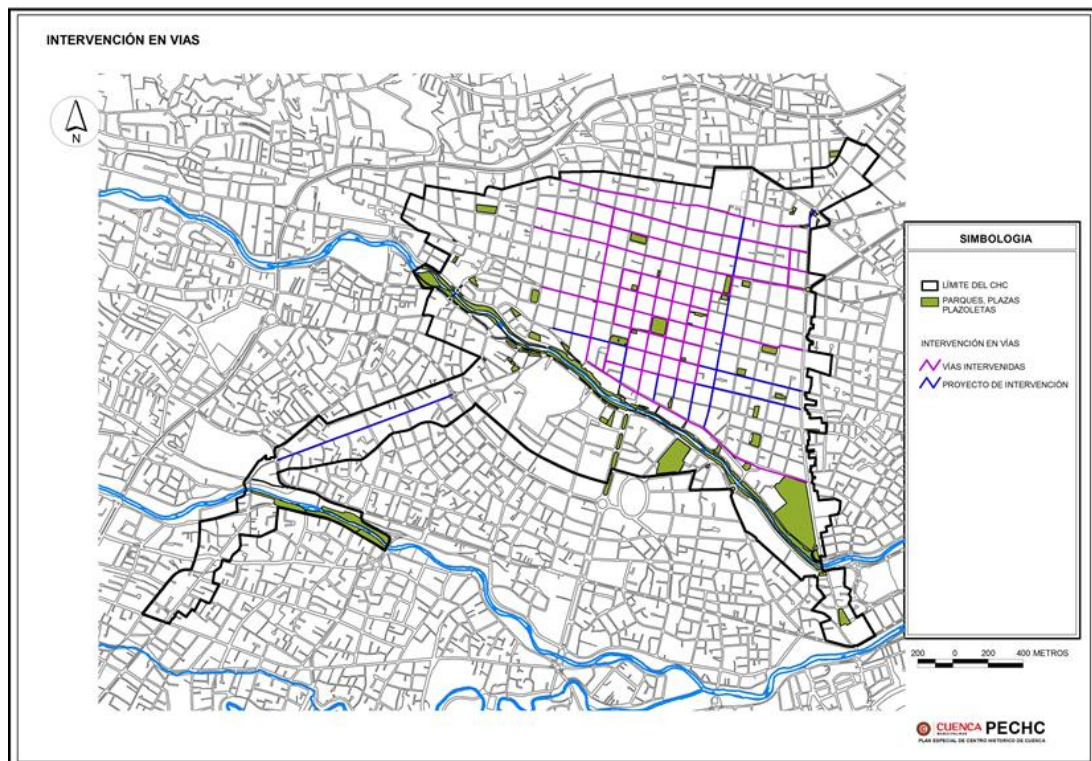 INTERVENCIÓN EN VIAS
N
SIMBOLOGIA
LÍMITE DEL CHC
PARQUES, PLAZAS
PLAZOLETAS
INTERVENCIÓN EN VÍAS
VÍAS INTERVENIDAS
PROYECTO DE INTERVENCIÓN
200 0 200 400 METROS
CUENCA PECHC
MUNICIPALIDAD
PLAN ESPECIAL DE CENTRO HISTORICO DE CUENCA